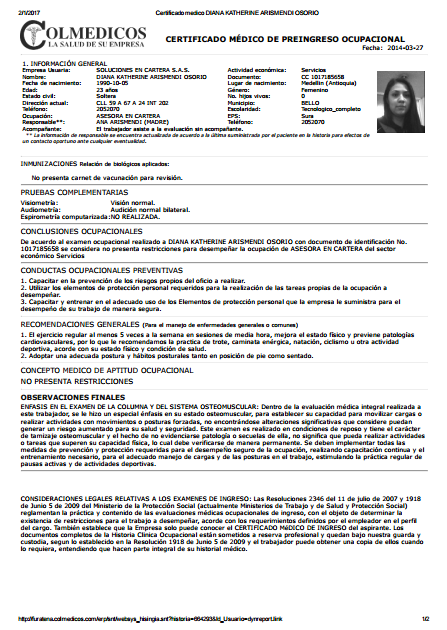 2/1/2017 Certificado medico DIANA KATHERINE ARISMENDI OSORIO
COLMEDICOS
LA SALUD DE SU EMPRESA
CERTIFICADO MÉDICO DE PREINGRESO OCUPACIONAL
Fecha: 2014-03-27
1. INFORMACIÓN GENERAL
Empresa Usuaria: SOLUCIONES EN CARTERA S.A.S. Actividad económica: Servicios
Nombre: DIANA KATHERINE ARISMENDI OSORIO Documento: CC 1017185658
Fecha de nacimiento: 1990-10-05 Lugar de nacimiento: Medellin (Antioquia)
Edad: 23 años Género: Femenino
Estado civil: Soltera No. hijos vivos: 0
Dirección actual: CLL 59 A 67 A 24 INT 202 Municipio: BELLO
Teléfono: 2052070 Escolaridad: Tecnologico_completo
Ocupación: ASESORA EN CARTERA EPS: Sura
Responsable**: ANA ARISMENDI (MADRE) Teléfono: 2052070
Acompañante: El trabajador asiste a la evaluación sin acompañante.
** La información de responsable se encuentra actualizada de acuerdo a la última suministrada por el paciente en la historia para efectos de
un contacto oportuno ante cualquier eventualidad.
INMUNIZACIONES Relación de biológicos aplicados:
No presenta carnet de vacunación para revisión.
PRUEBAS COMPLEMENTARIAS
Visiometría: Visión normal.
Audiometría: Audición normal bilateral.
Espirometría computarizada:NO REALIZADA.
CONCLUSIONES OCUPACIONALES
De acuerdo al examen ocupacional realizado a DIANA KATHERINE ARISMENDI OSORIO con documento de identificación No.
1017185658 se considera no presenta restricciones para desempeñar la ocupación de ASESORA EN CARTERA del sector
económico Servicios
CONDUCTAS OCUPACIONALES PREVENTIVAS
1. Capacitar en la prevención de los riesgos propios del oficio a realizar.
2. Utilizar los elementos de protección personal requeridos para la realización de las tareas propias de la ocupación a
desempeñar.
3. Capacitar y entrenar en el adecuado uso de los Elementos de protección personal que la empresa le suministra para el
desempeño de su trabajo de manera segura.
RECOMENDACIONES GENERALES (Para el manejo de enfermedades generales o comunes)
1. El ejercicio regular al menos 5 veces a la semana en sesiones de media hora, mejora el estado físico y previene patologías
cardiovasculares, por lo que le recomendamos la practica de trote, caminata enérgica, natación, ciclismo u otra actividad
deportiva, acorde con su estado físico y condición de salud.
2. Adoptar una adecuada postura y hábitos posturales tanto en posición de pie como sentado.
CONCEPTO MEDICO DE APTITUD OCUPACIONAL
NO PRESENTA RESTRICCIONES
OBSERVACIONES FINALES
ENFASIS EN EL EXAMEN DE LA COLUMNA Y DEL SISTEMA OSTEOMUSCULAR: Dentro de la evaluación médica integral realizada a
este trabajador, se le hizo un especial énfasis en su estado osteomuscular, para establecer su capacidad para movilizar cargas o
realizar actividades con movimientos o posturas forzadas, no encontrándose alteraciones significativas que considere puedan
generar un riesgo aumentado para su salud y seguridad. Este examen es realizado en condiciones de reposo y tiene el carácter
de tamizaje osteomuscular y el hecho de no evidenciarse patología o secuelas de ella, no significa que pueda realizar actividades
o tareas que superen su capacidad física, lo cual debe verificarse de manera permanente. Se deben implementar todas las
medidas de prevención y protección requeridas para el desempeño seguro de la ocupación, realizando capacitación continua y el
entrenamiento necesario, para el adecuado manejo de cargas y de las posturas en el trabajo, estimulando la práctica regular de
pausas activas y de actividades deportivas.
CONSIDERACIONES LEGALES RELATIVAS A LOS EXAMENES DE INGRESO: Las Resoluciones 2346 del 11 de julio de 2007 y 1918
de Junio 5 de 2009 del Ministerio de la Protección Social (actualmente Ministerios de Trabajo y de Salud y Protección Social)
reglamentan la práctica y contenido de las evaluaciones médicas ocupacionales de ingreso, con el objeto de determinar la
existencia de restricciones para el trabajo a desempeñar, acorde con los requerimientos definidos por el empleador en el perfil
del cargo. También establece que la Empresa solo puede conocer el CERTIFICADO MÉDICO DE INGRESO del aspirante. Los
documentos completos de la Historia Clínica Ocupacional están sometidos a reserva profesional y quedan bajo nuestra guarda y
custodia, según lo establecido en la Resolución 1918 de Junio 5 de 2009 y el trabajador puede obtener una copia de ellos cuando
lo requiera, entendiendo que hacen parte integral de su historial médico.
http://furatena.colmedicos.com/erp/snt/websys_hisingia.snt?historia=664293&Id_Usuario=dynreport.link 1/2